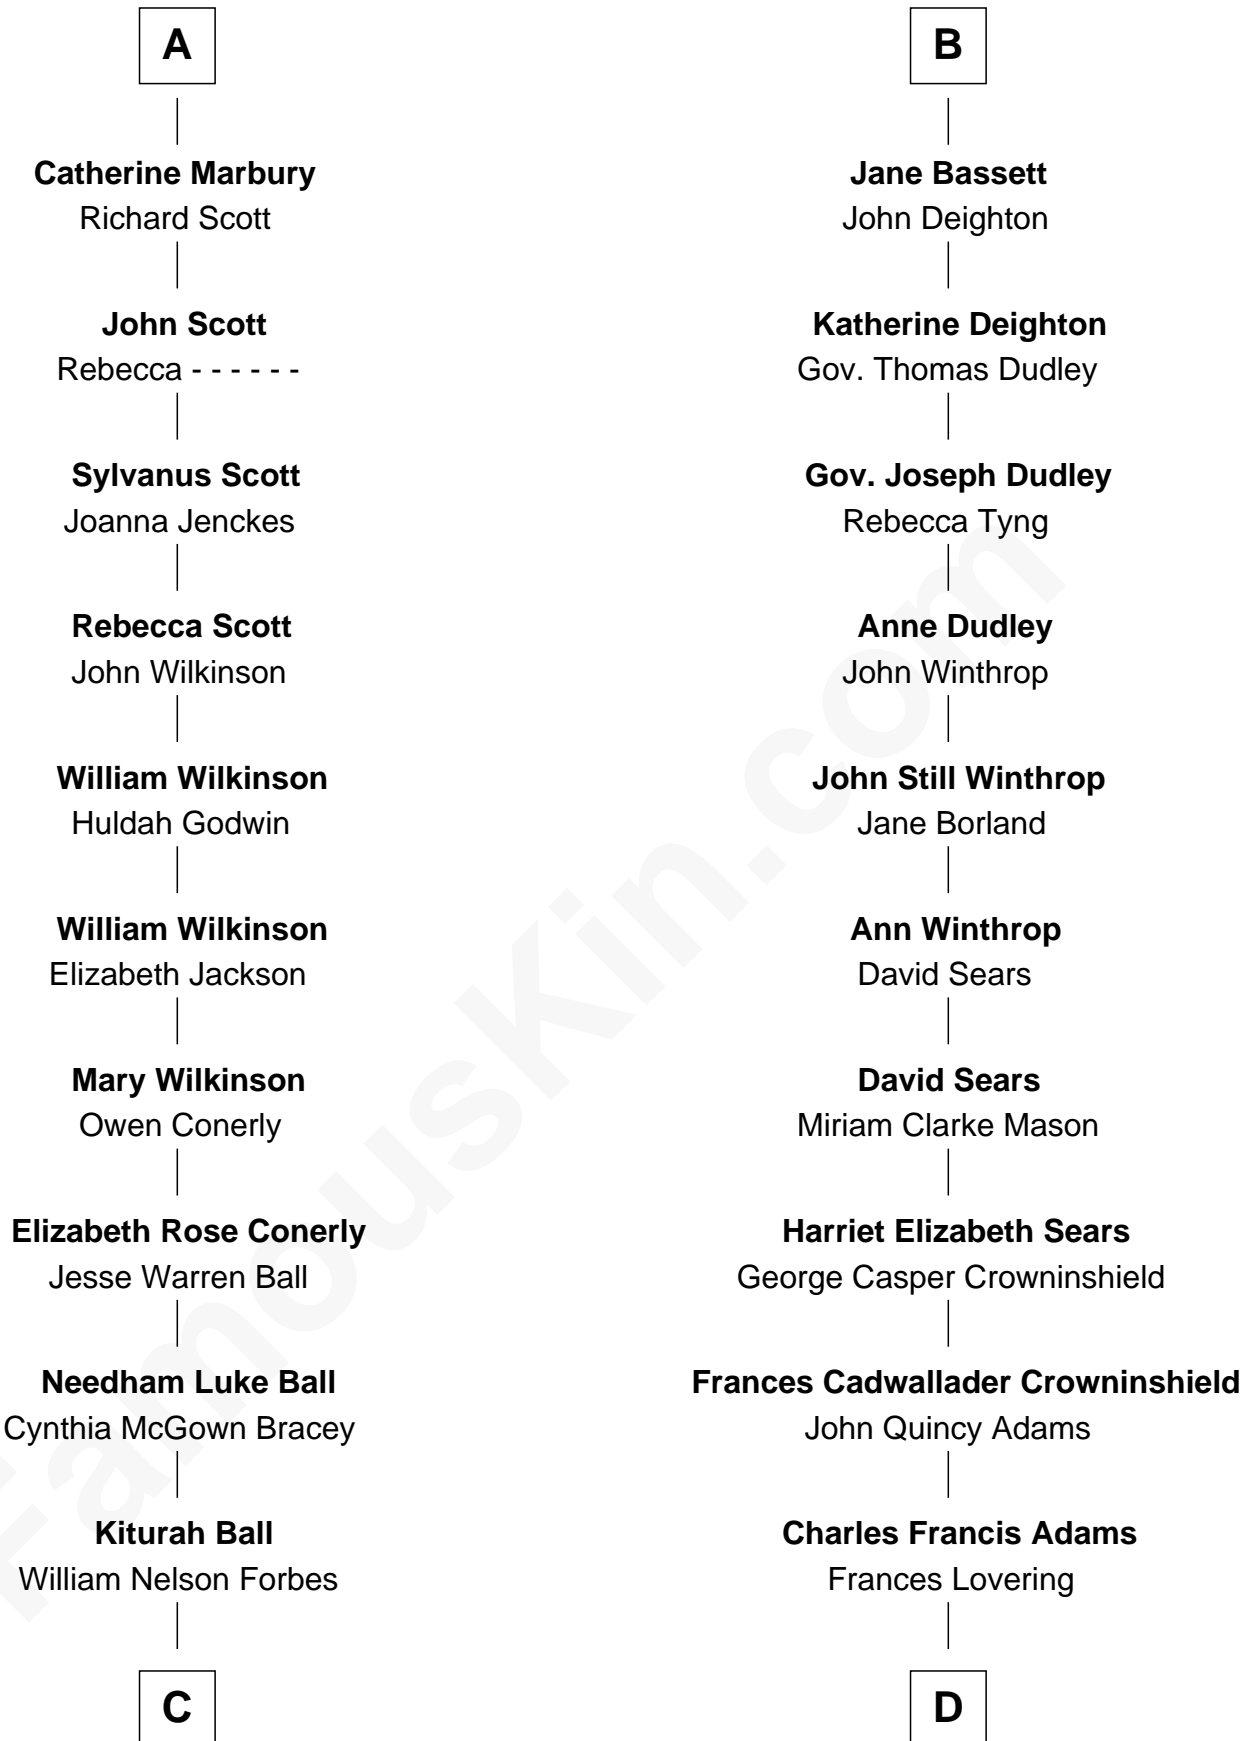 A
Catherine Marbury
Richard Scott
John Scott
Rebecca - - - - - -
Sylvanus Scott
Joanna Jenckes
Rebecca Scott
John Wilkinson
William Wilkinson
Huldah Godwin
William Wilkinson
Elizabeth Jackson
Mary Wilkinson
Owen Conerly
Elizabeth Rose Conerly
Jesse Warren Ball
Needham Luke Ball
Cynthia McGown Bracey
Kiturah Ball
William Nelson Forbes
C
B
Jane Bassett
John Deighton
Katherine Deighton
Gov. Thomas Dudley
Gov. Joseph Dudley
Rebecca Tyng
Anne Dudley
John Winthrop
John Still Winthrop
Jane Borland
Ann Winthrop
David Sears
David Sears
Miriam Clarke Mason
Harriet Elizabeth Sears
George Casper Crowninshield
Frances Cadwallader Crowninshield
John Quincy Adams
Charles Francis Adams
Frances Lovering
D
FamousKin.com